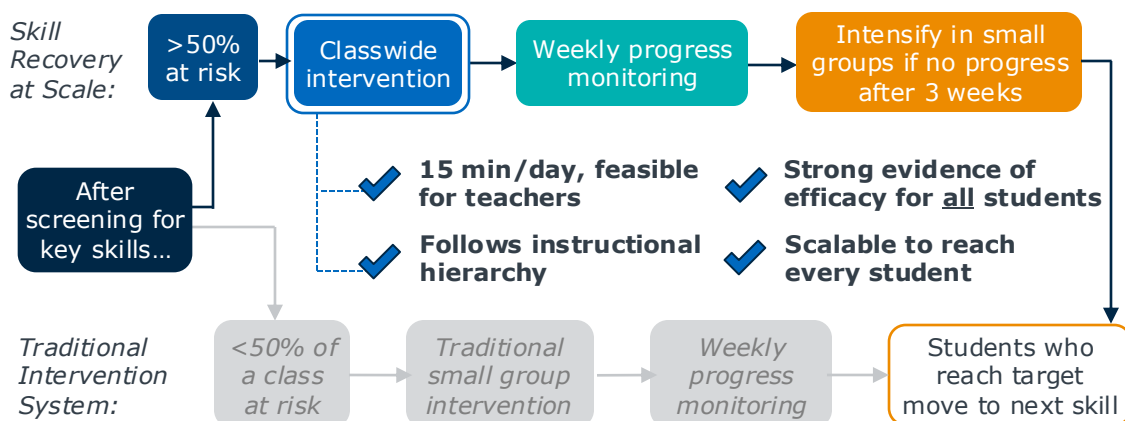 Skill
Recovery
at Scale:
>50%
at risk
Classwide
intervention
Weekly progress
monitoring
Intensify in small
groups if no progress
after 3 weeks
After
screening for
key skills…
15 min/day, feasible
for teachers
Strong evidence of
efficacy for all students
Follows instructional
hierarchy
Scalable to reach
every student
Traditional
Intervention
System:
<50% of
a class
at risk
Traditional
small group
intervention
Weekly
progress
monitoring
Students who
reach target
move to next skill